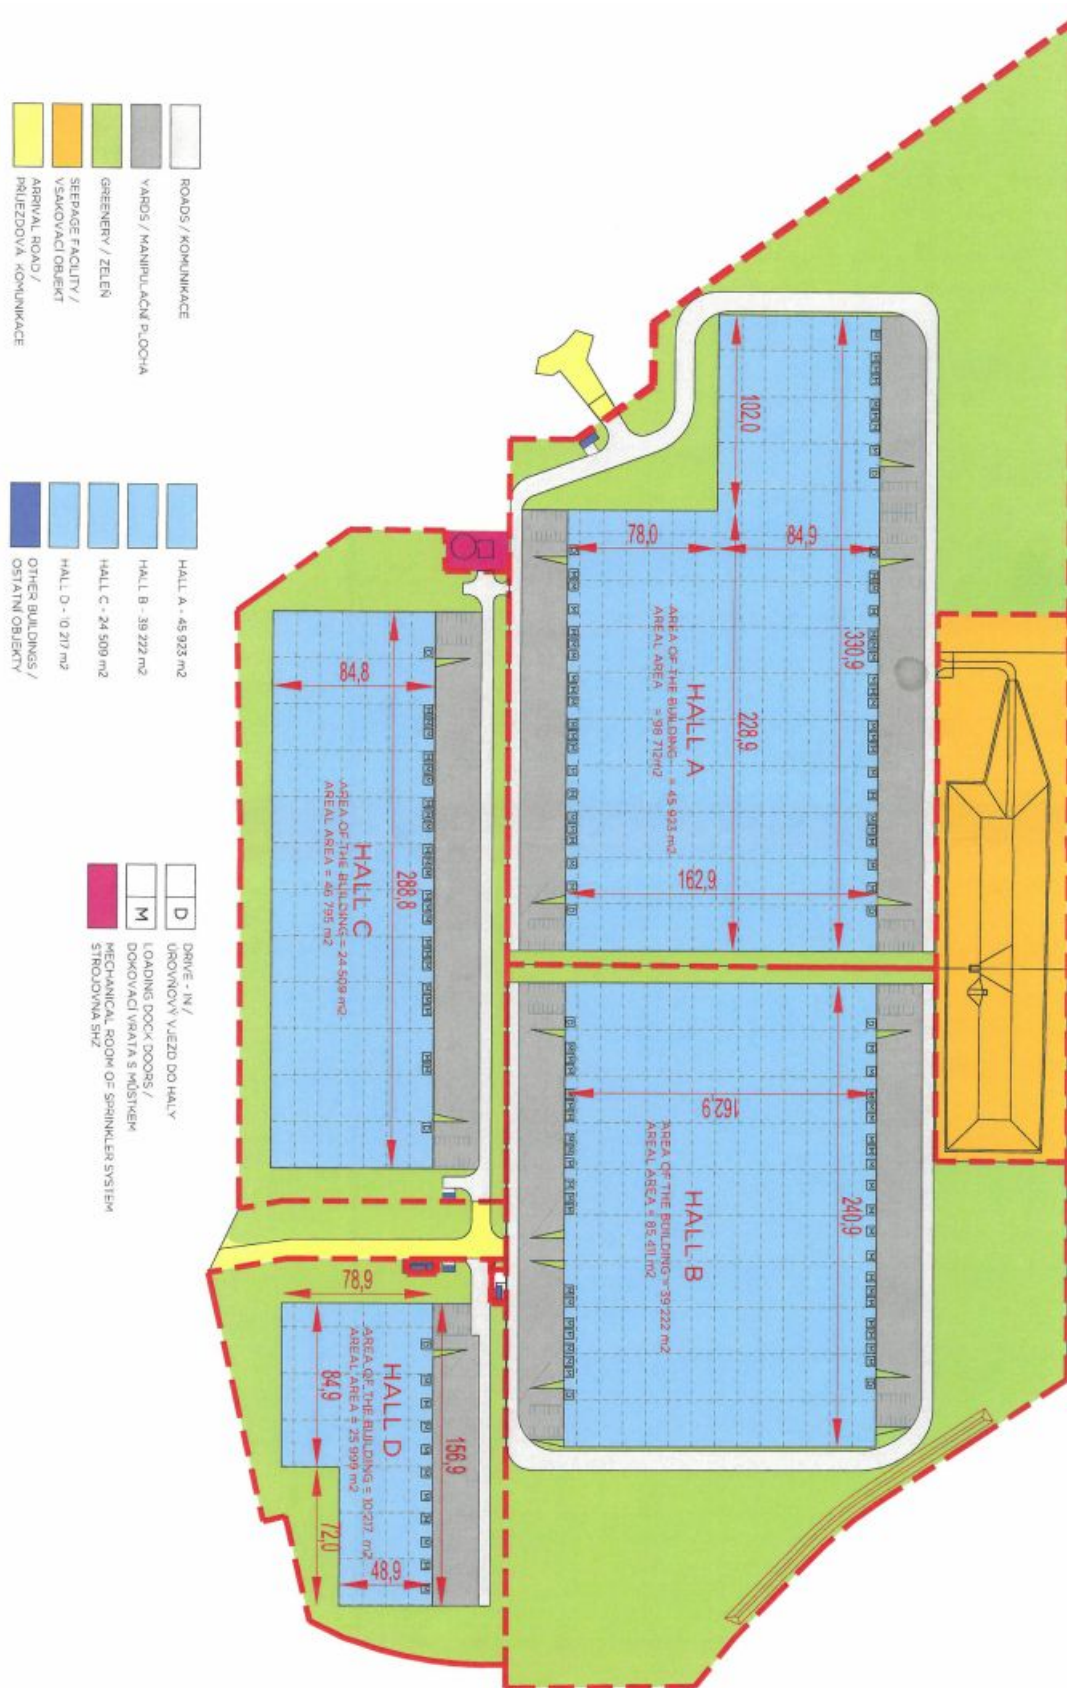 102,0
78,0
84,9
330,9
228,9
162,9
HALL A
AREA OF THE BUILDING = 45 923 m2
AREAL AREA = 98 712m2
240,9
162,9
HALL B
AREA OF THE BUILDING = 39 222 m2
AREAL AREA = 85 411 m2
84,8
288,8
HALL C
AREA OF THE BUILDING = 24 509 m2
AREAL AREA = 46 795 m2
78,9
156,9
84,9
72,0
48,9
HALL D
AREA OF THE BUILDING = 10 217 m2
AREAL AREA = 25 999 m2
ROADS / KOMUNIKACE
YARDS / MANIPULAČNÍ PLOCHA
GREENERY / ZELEŇ
SEEPAGE FACILITY /
VSAKOVACÍ OBJEKT
ARRIVAL ROAD /
PŘÍJEZDOVÁ KOMUNIKACE
HALL A - 45 923 m2
HALL B - 39 222 m2
HALL C - 24 509 m2
HALL D - 10 217 m2
OTHER BUILDINGS /
OSTATNÍ OBJEKTY
D
DRIVE - IN /
ÚROVŇOVÝ VJEZD DO HALY
M
LOADING DOCK DOORS /
DOKOVACÍ VRATA S MŮSTKEM
MECHANICAL ROOM OF SPRINKLER SYSTEM
STROJOVNA SHZ